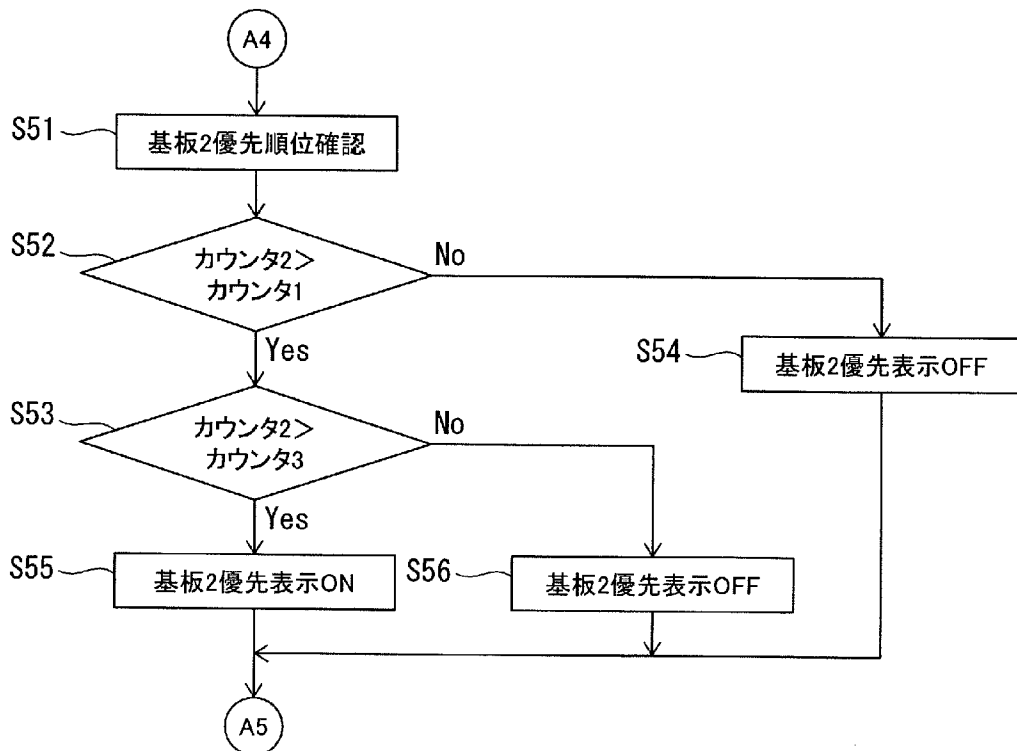 A4
S51
基板2優先順位確認
S52
カウンタ2＞
カウンタ1
No
Yes
S54
基板2優先表示OFF
S53
カウンタ2＞
カウンタ3
No
Yes
S55
基板2優先表示ON
S56
基板2優先表示OFF
A5